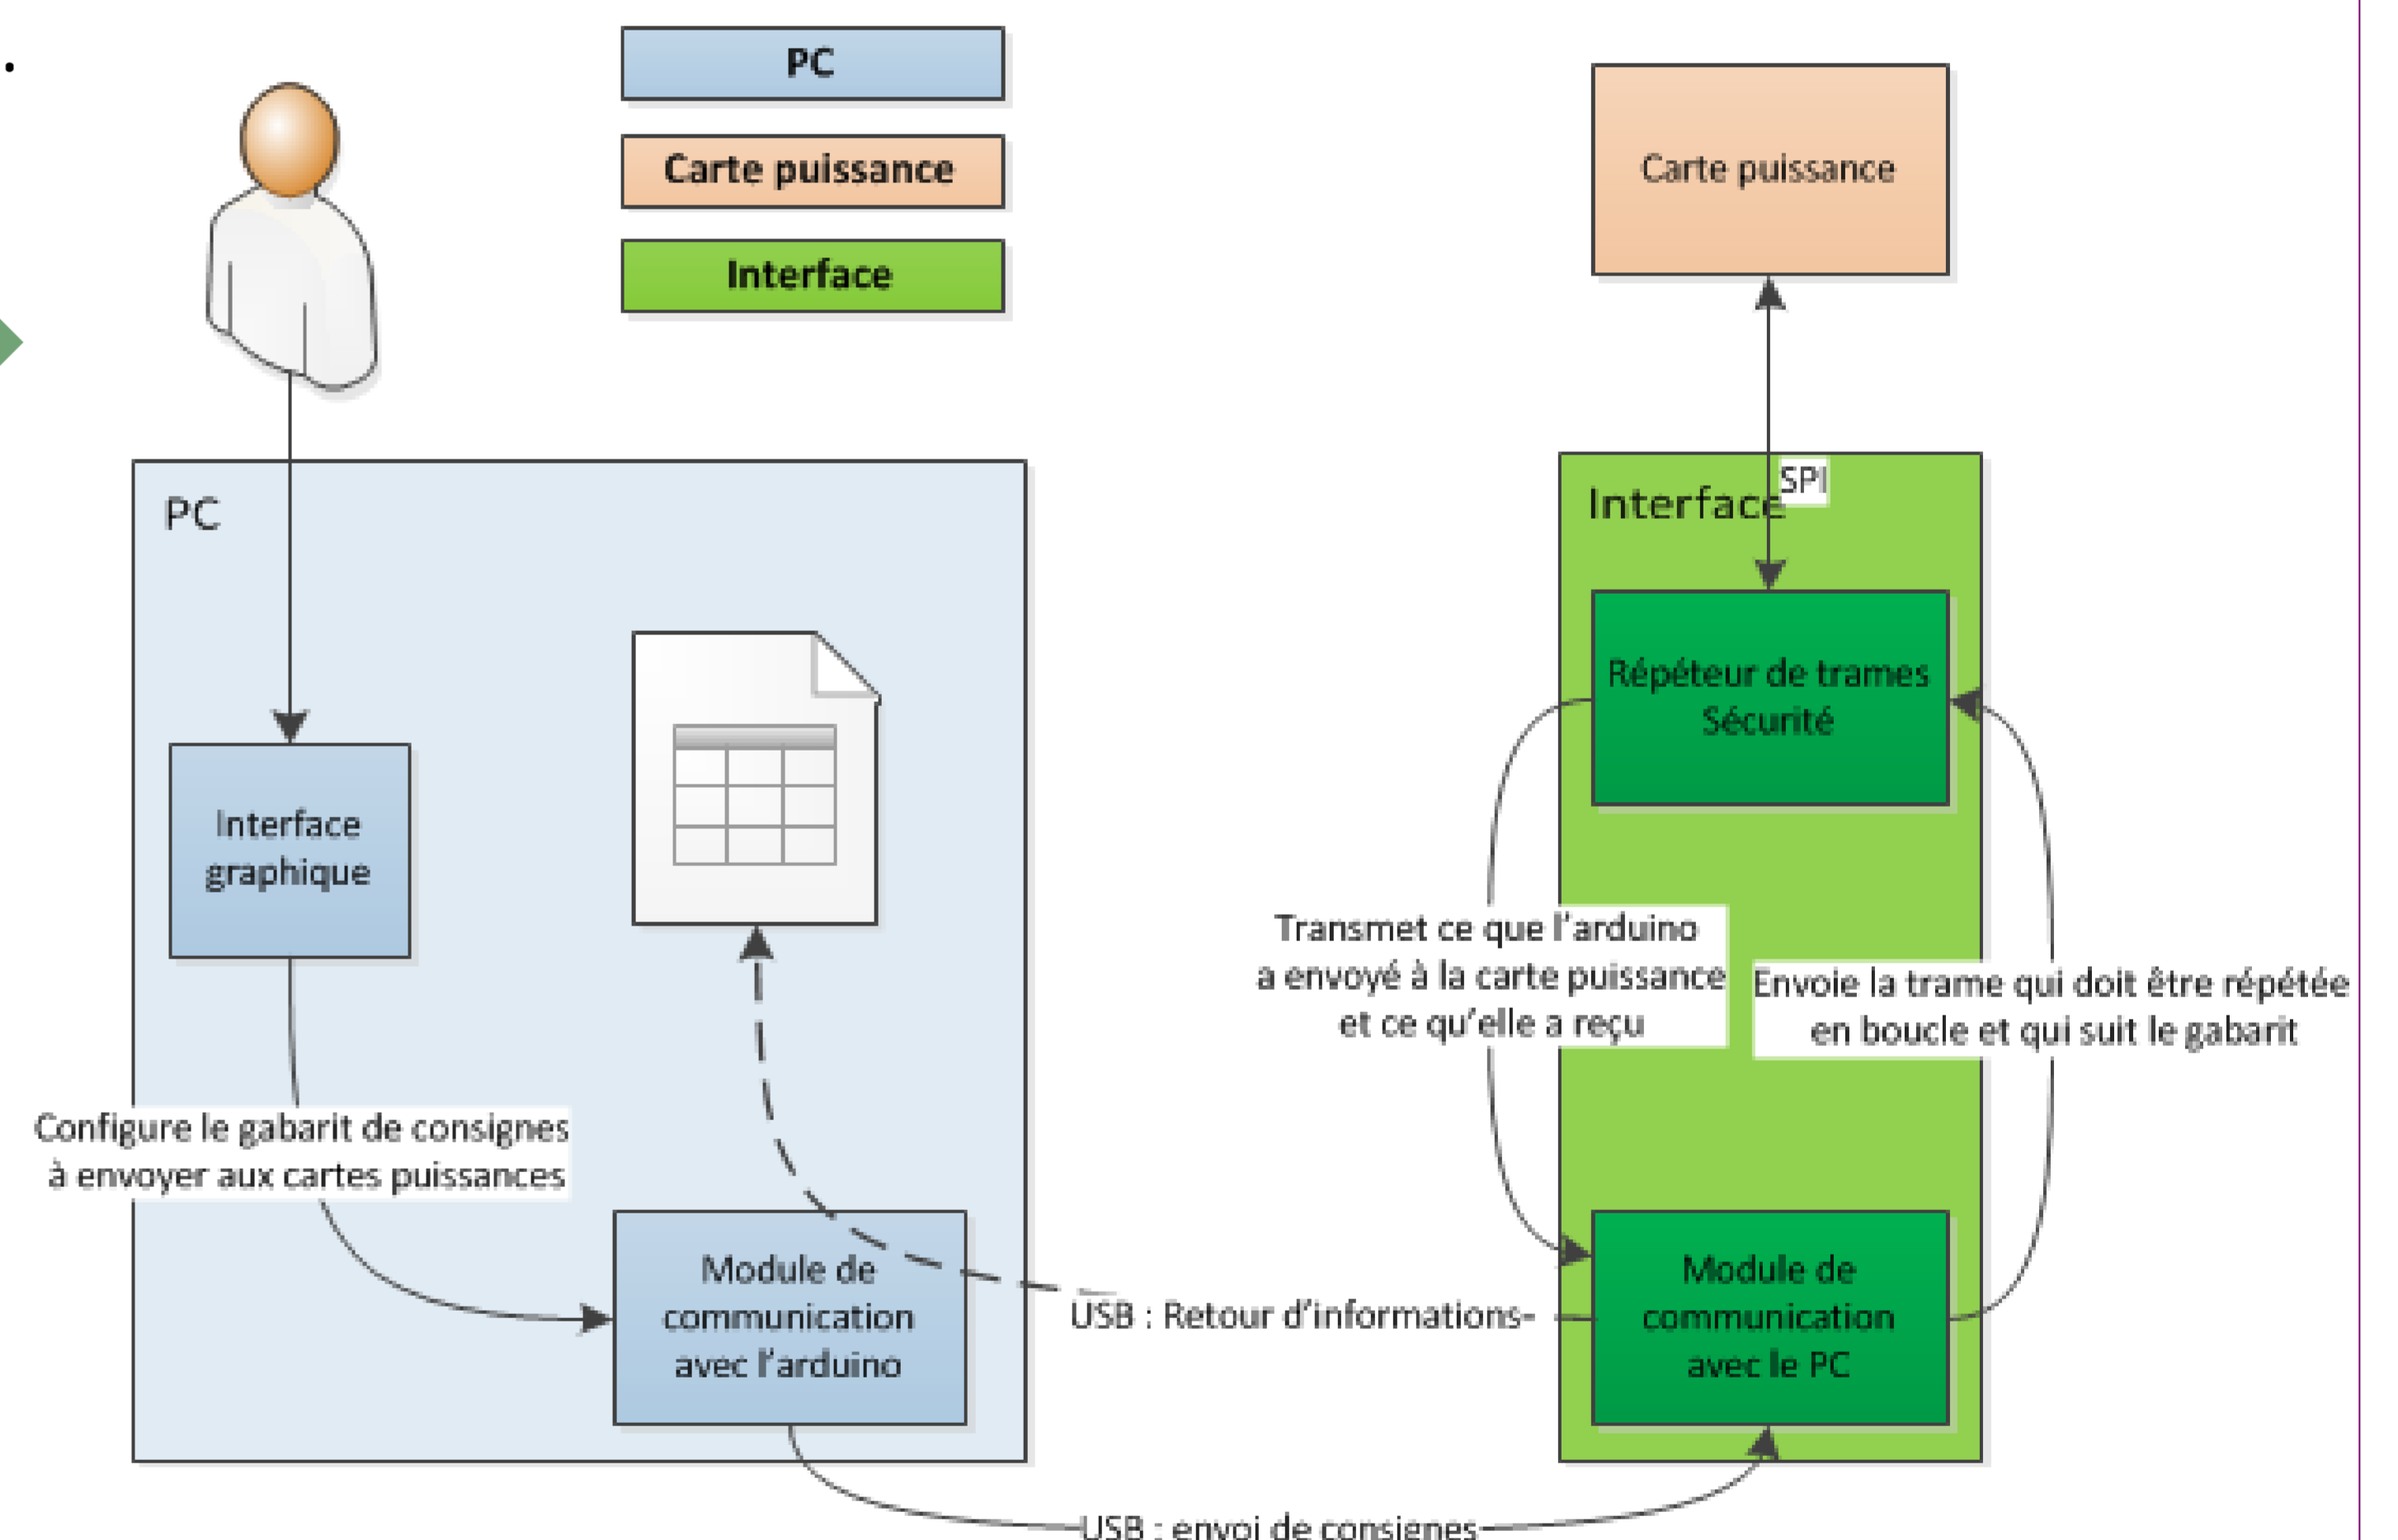 .
PC
Carte puissance
Interface
Carte puissance
SPI
Interface
PC
Répéteur de trames
Sécurité
Interface
graphique
Transmet ce que l'arduino
a envoyé à la carte puissance
et ce qu'elle a reçu
Envoie la trame qui doit être répétée
en boucle et qui suit le gabarit
Configure le gabarit de consignes
à envoyer aux cartes puissances
Module de
communication
avec l'arduino
USB : Retour d'informations
Module de
communication
avec le PC
USB : envoi de consignes